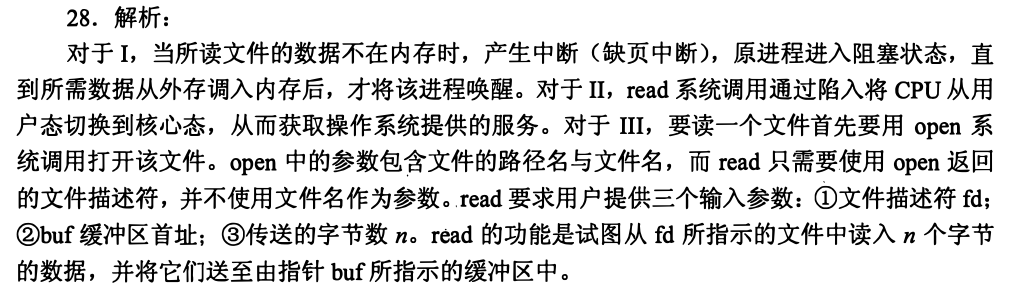 28．解析：
对于 I，当所读文件的数据不在内存时，产生中断（缺页中断），原进程进入阻塞状态，直
到所需数据从外存调入内存后，才将该进程唤醒。对于 II，read 系统调用通过陷入将 CPU 从用
户态切换到核心态，从而获取操作系统提供的服务。对于 III，要读一个文件首先要用 open 系
统调用打开该文件。open 中的参数包含文件的路径名与文件名，而 read 只需要使用 open 返回
的文件描述符，并不使用文件名作为参数。read 要求用户提供三个输入参数：①文件描述符 fd；
②buf 缓冲区首址；③传送的字节数 n。read 的功能是试图从 fd 所指示的文件中读入 n 个字节
的数据，并将它们送至由指针 buf 所指示的缓冲区中。